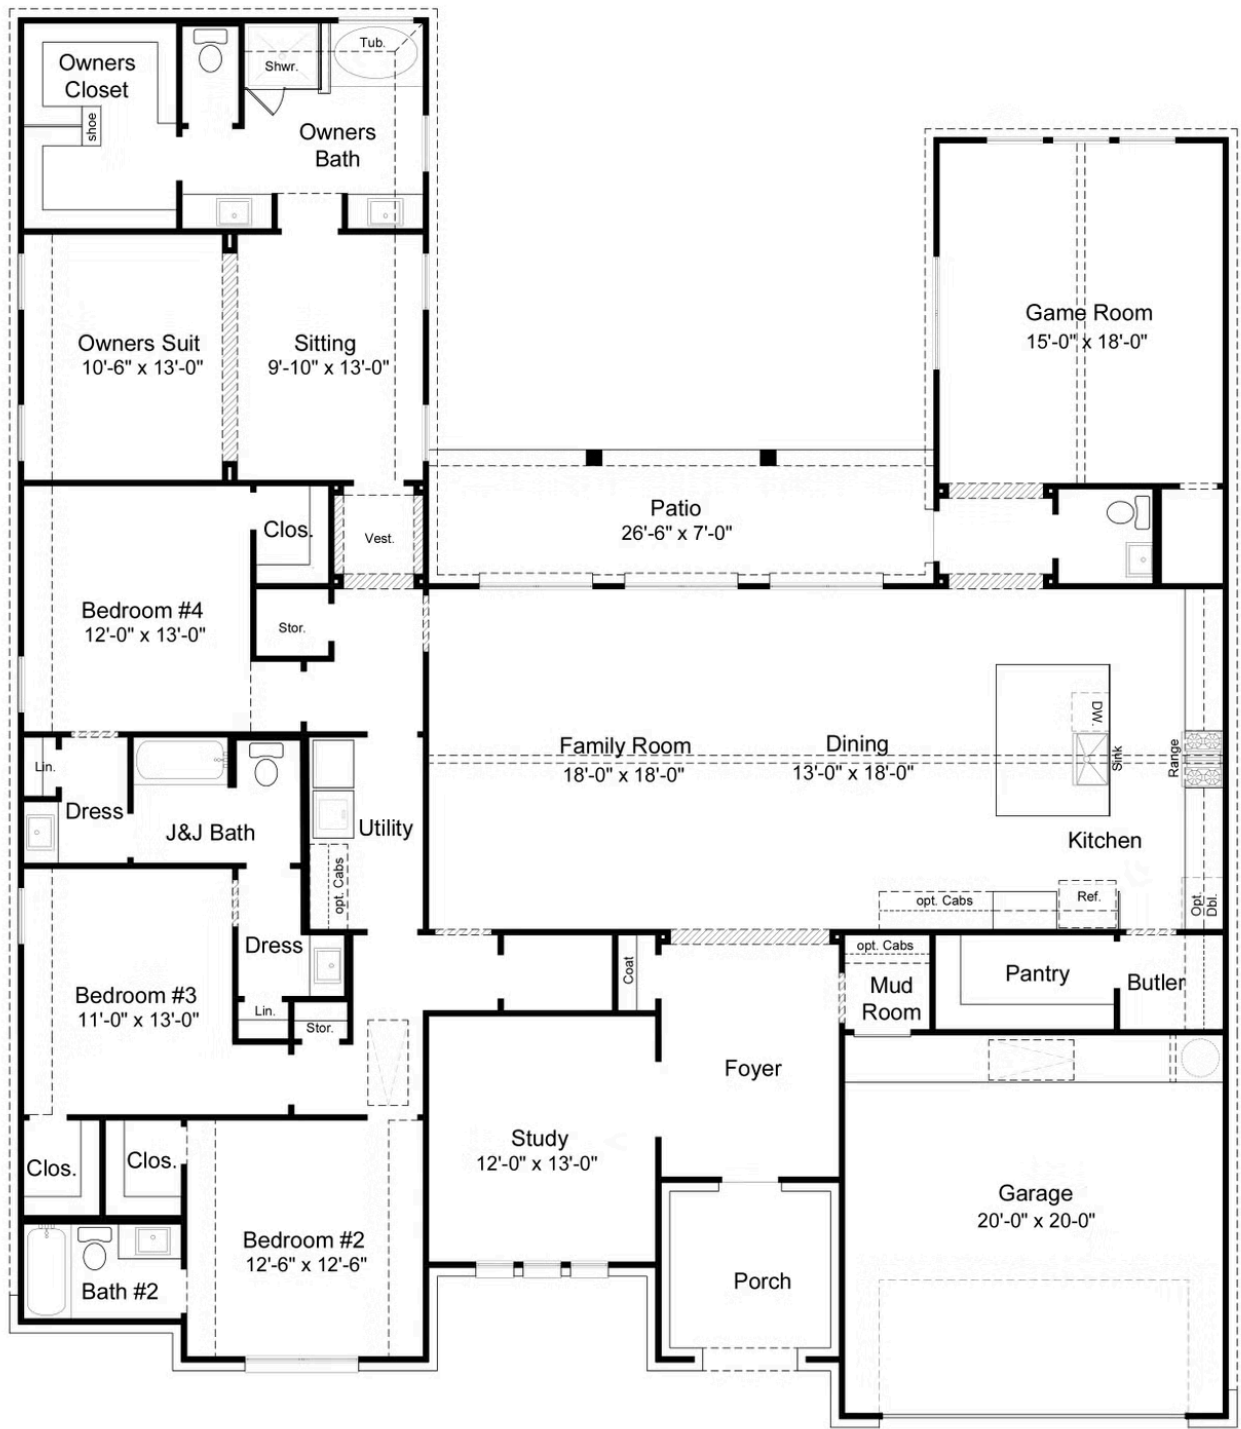 Owners
Closet
shoe
Shwr.
Tub.
Owners
Bath
Owners Suit
10'-6" x 13'-0"
Sitting
9'-10" x 13'-0"
Game Room
15'-0" x 18'-0"
Patio
26'-6" x 7'-0"
Clos.
Vest.
Bedroom #4
12'-0" x 13'-0"
Stor.
Family Room
18'-0" x 18'-0"
Dining
13'-0" x 18'-0"
DW.
Sink
Range
Kitchen
Lin.
Dress
J&J Bath
Utility
opt. Cabs
opt. Cabs
Ref.
Opt.
Dbl.
Dress
Bedroom #3
11'-0" x 13'-0"
Lin.
Stor.
Coat
opt. Cabs
Mud
Room
Pantry
Butler
Foyer
Study
12'-0" x 13'-0"
Clos.
Clos.
Bedroom #2
12'-6" x 12'-6"
Bath #2
Porch
Garage
20'-0" x 20-0"